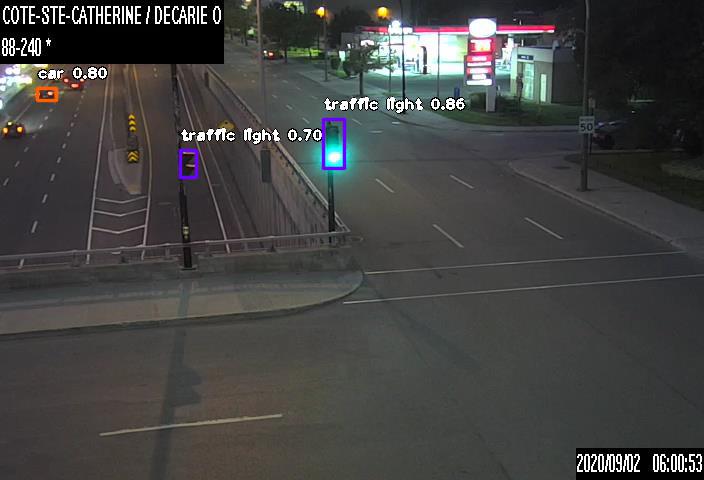 COTE-STE-CATHERINE / DECARIE O
88-240 *
car 0.80
traffic light 0.86
traffic light 0.70
50
2020/09/02 06:00:53